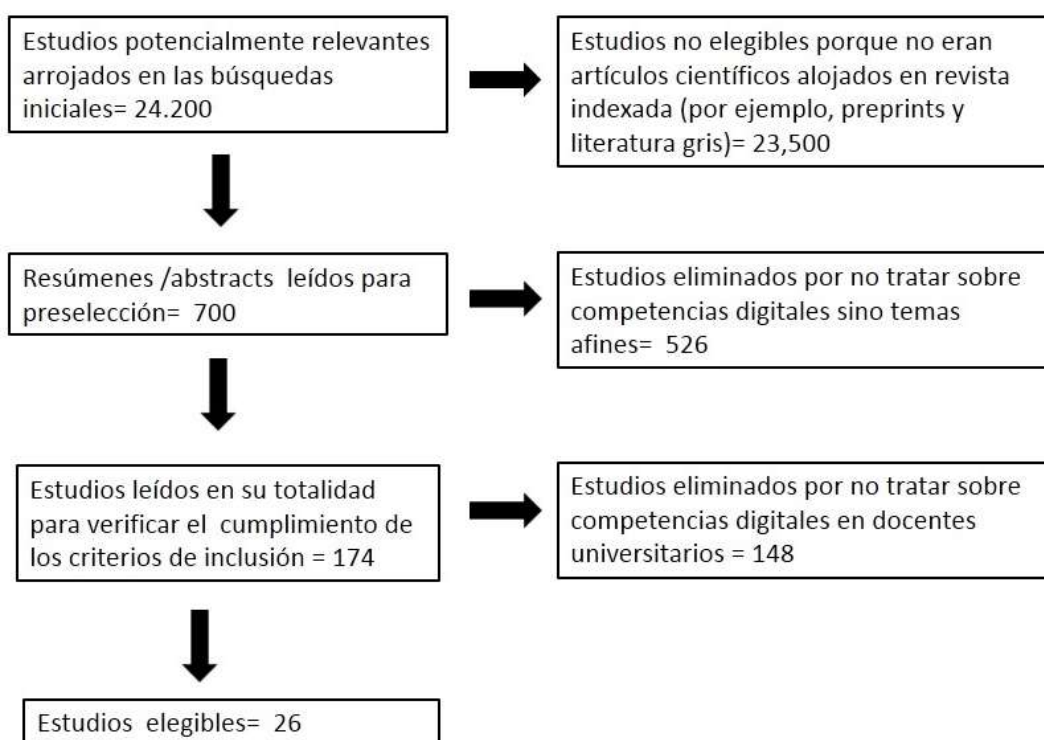 Estudios potencialmente relevantes
arrojados en las búsquedas
iniciales= 24.200
Estudios no elegibles porque no eran
artículos científicos alojados en revista
indexada (por ejemplo, preprints y
literatura gris)= 23,500
Resúmenes /abstracts leídos para
preselección= 700
Estudios eliminados por no tratar sobre
competencias digitales sino temas
afines= 526
Estudios leídos en su totalidad
para verificar el cumplimiento de
los criterios de inclusión = 174
Estudios eliminados por no tratar sobre
competencias digitales en docentes
universitarios = 148
Estudios elegibles= 26